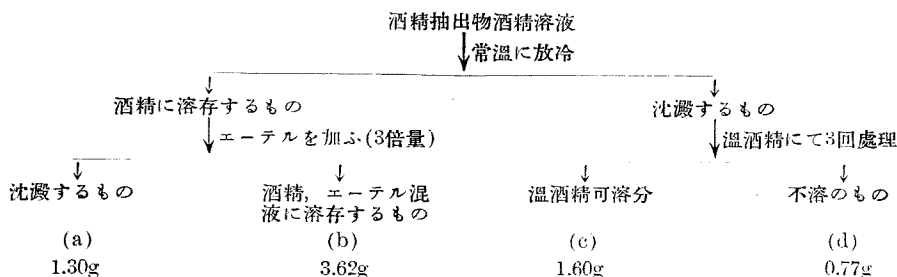 酒精抽出物酒精溶液
常溫に放冷
酒精に溶存するもの
沈澱するもの
エーテルを加ふ(3倍量)
溫酒精にて3回處理
沈澱するもの
酒精,エーテル混
液に溶存するもの
溫酒精可溶分
不溶のもの
(a)
(b)
(c)
(d)
1.30g
3.62g
1.60g
0.77g